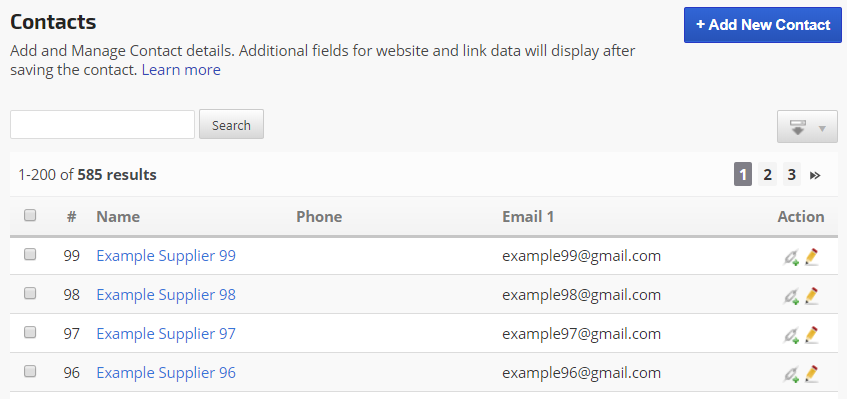 Contacts
+ Add New Contact
Add and Manage Contact details. Additional fields for website and link data will display after
saving the contact. Learn more
Search
1-200 of 585 results
1 2 3 »
# Name Phone Email 1 Action
99 Example Supplier 99 example99@gmail.com
98 Example Supplier 98 example98@gmail.com
97 Example Supplier 97 example97@gmail.com
96 Example Supplier 96 example96@gmail.com